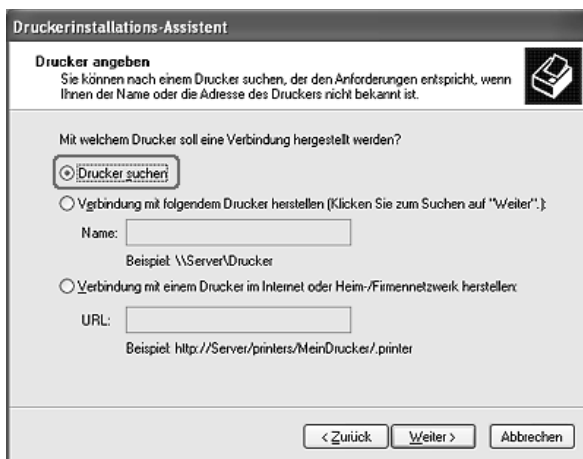 Druckerinstallations-Assistent
Drucker angeben
Sie können nach einem Drucker suchen, der den Anforderungen entspricht, wenn
Ihnen der Name oder die Adresse des Druckers nicht bekannt ist.
Mit welchem Drucker soll eine Verbindung hergestellt werden?
Drucker suchen
Verbindung mit folgendem Drucker herstellen (Klicken Sie zum Suchen auf "Weiter".):
Name:
Beispiel: \\Server\Drucker
Verbindung mit einem Drucker im Internet oder Heim-/Firmennetzwerk herstellen:
URL:
Beispiel: http://Server/printers/MeinDrucker/.printer
< Zurück
Weiter >
Abbrechen